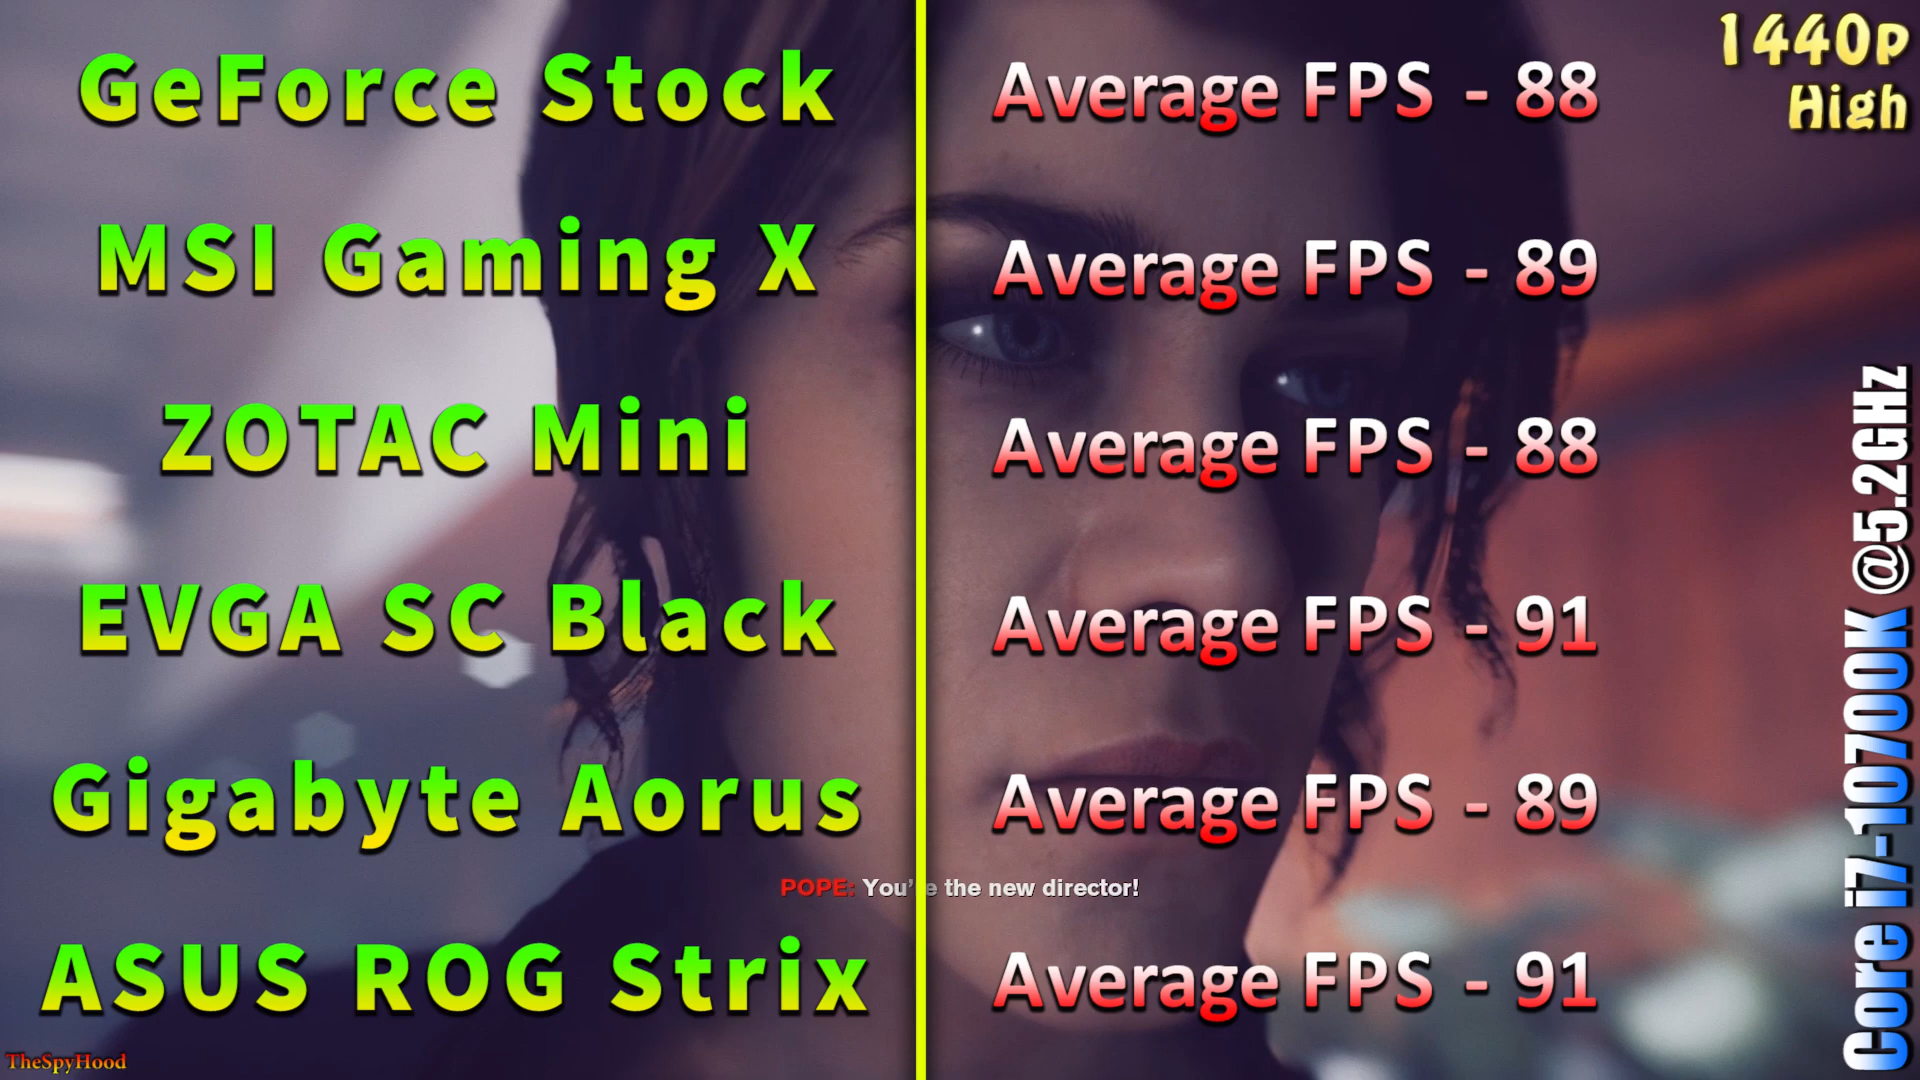 GeForce Stock
Average FPS - 88
1440p
High
MSI Gaming X
Average FPS - 89
ZOTAC Mini
Average FPS - 88
EVGA SC Black
Average FPS - 91
Gigabyte Aorus
Average FPS - 89
POPE: You' e the new director!
ASUS ROG Strix
Average FPS - 91
Core i7-10700K @5.2GHz
TheSpyHood